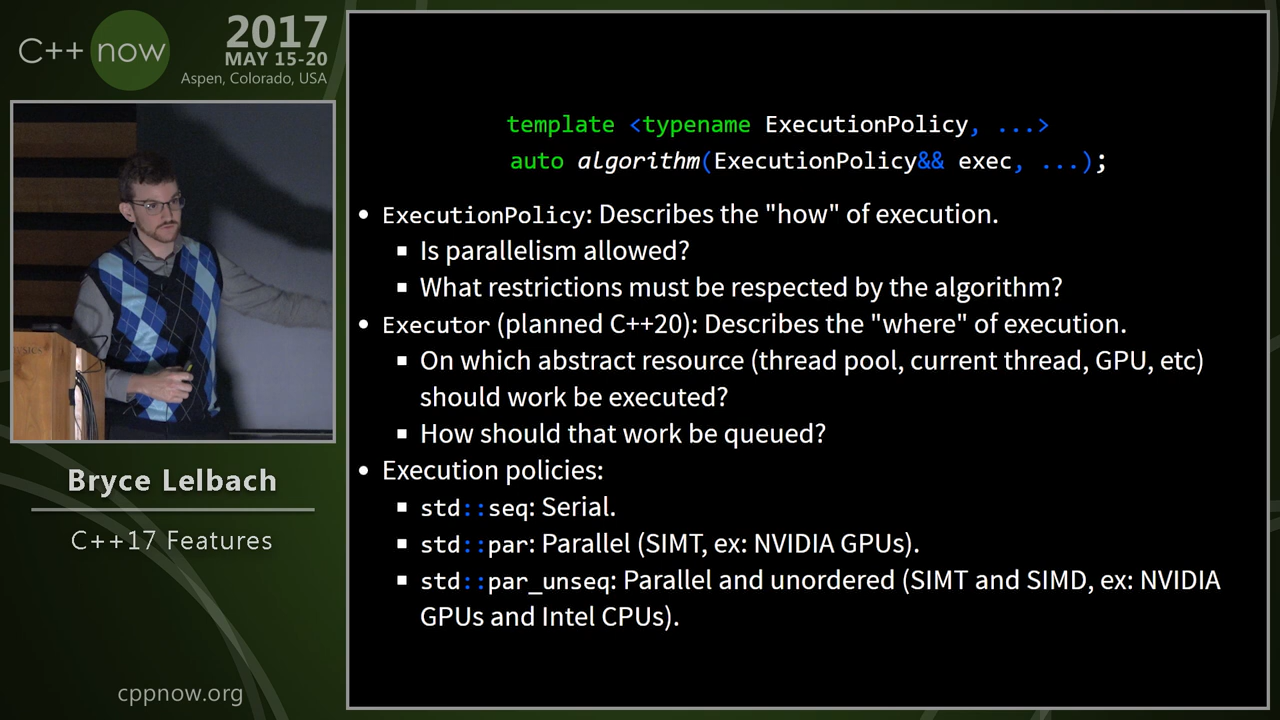 C++ now
2017
MAY 15-20
Aspen, Colorado, USA
template <typename ExecutionPolicy, ...>
auto algorithm(ExecutionPolicy&& exec, ...);
• ExecutionPolicy: Describes the "how" of execution.
▪ Is parallelism allowed?
▪ What restrictions must be respected by the algorithm?
• Executor (planned C++20): Describes the "where" of execution.
▪ On which abstract resource (thread pool, current thread, GPU, etc)
should work be executed?
▪ How should that work be queued?
• Execution policies:
▪ std::seq: Serial.
▪ std::par: Parallel (SIMT, ex: NVIDIA GPUs).
▪ std::par_unseq: Parallel and unordered (SIMT and SIMD, ex: NVIDIA
GPUs and Intel CPUs).
Bryce Lelbach
C++17 Features
cppnow.org